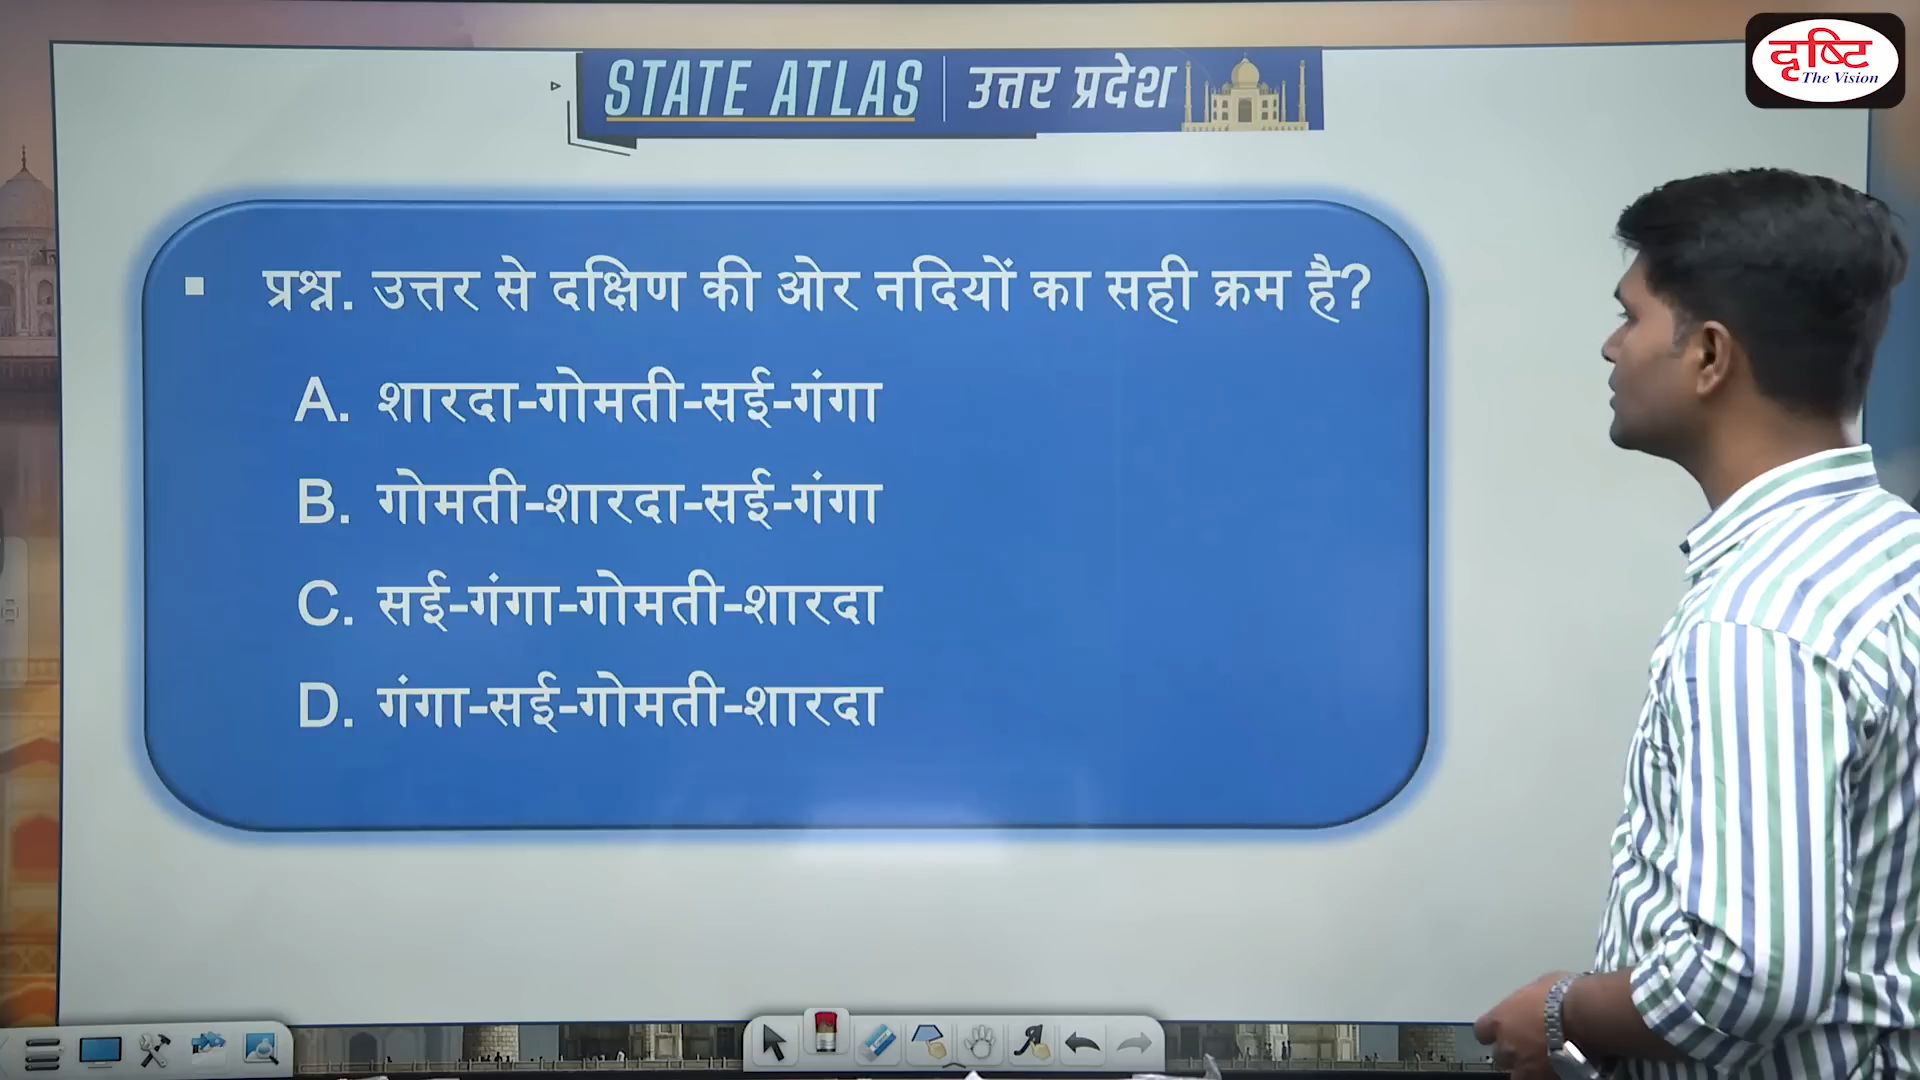 STATE ATLAS उत्तर प्रदेश
दृष्टि
The Vision
प्रश्न. उत्तर से दक्षिण की ओर नदियों का सही क्रम है?
A. शारदा-गोमती-सई-गंगा
B. गोमती-शारदा-सई-गंगा
C. सई-गंगा-गोमती-शारदा
D. गंगा-सई-गोमती-शारदा